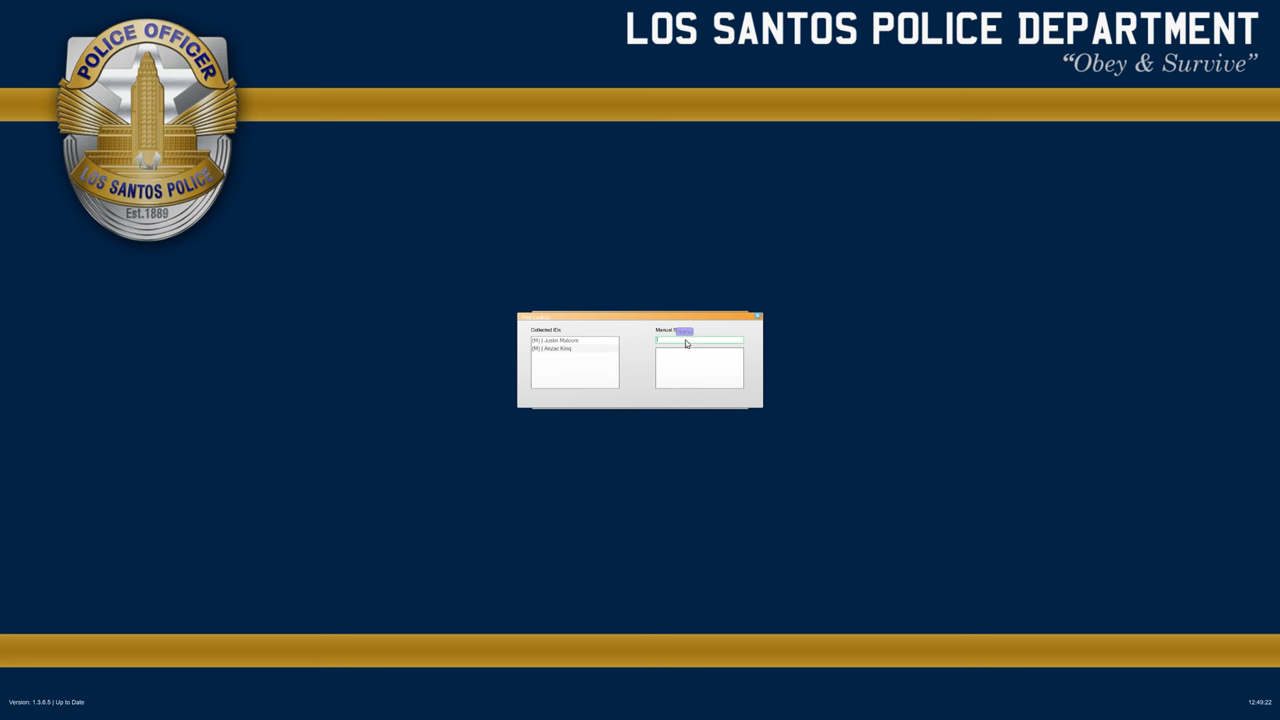 POLICE OFFICER
LOS SANTOS POLICE
Est.1889
LOS SANTOS POLICE DEPARTMENT
“Obey & Survive”
Collected IDs
(M) | Justin Malcom
(M) | Anzac King
Manual
Version: 1.3.6.5 | Up to Date
12:49:22